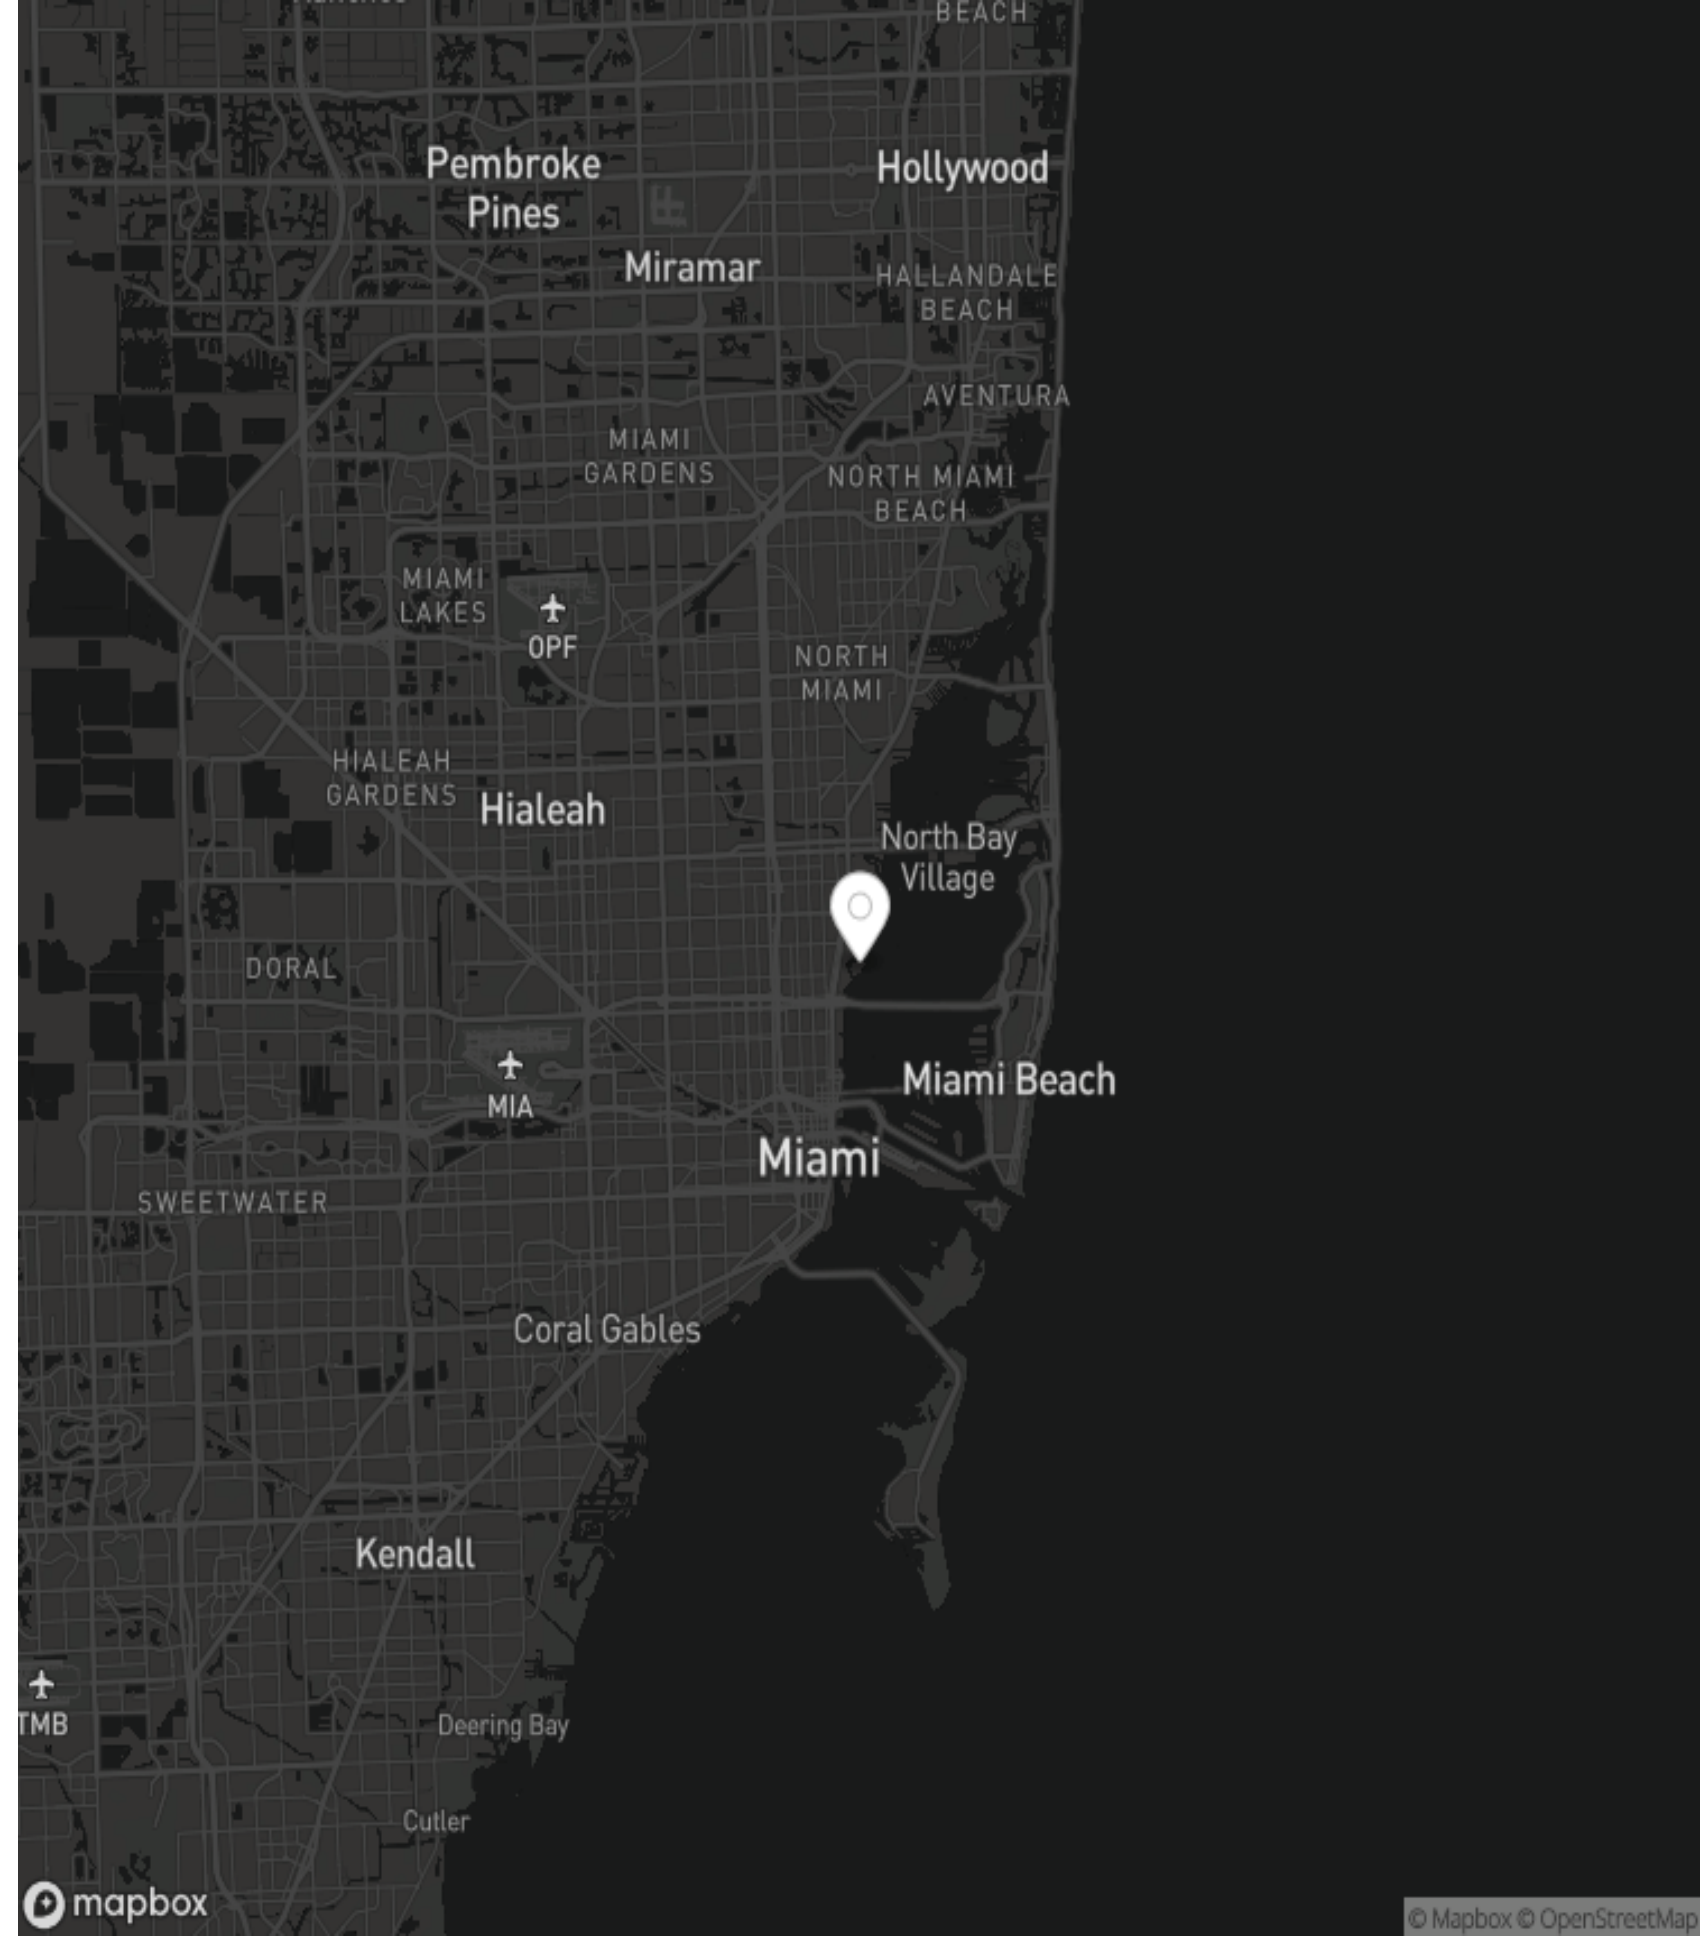 BEACH
Pembroke
Pines
Hollywood
Miramar
HALLANDALE
BEACH
AVENTURA
MIAMI
GARDENS
NORTH MIAMI
BEACH
MIAMI
LAKES
OPF
NORTH
MIAMI
HIALEAH
GARDENS
Hialeah
North Bay
Village
DORAL
MIA
Miami Beach
Miami
SWEETWATER
Coral Gables
Kendall
TMB
Deering Bay
Cutler
mapbox
© Mapbox © OpenStreetMap